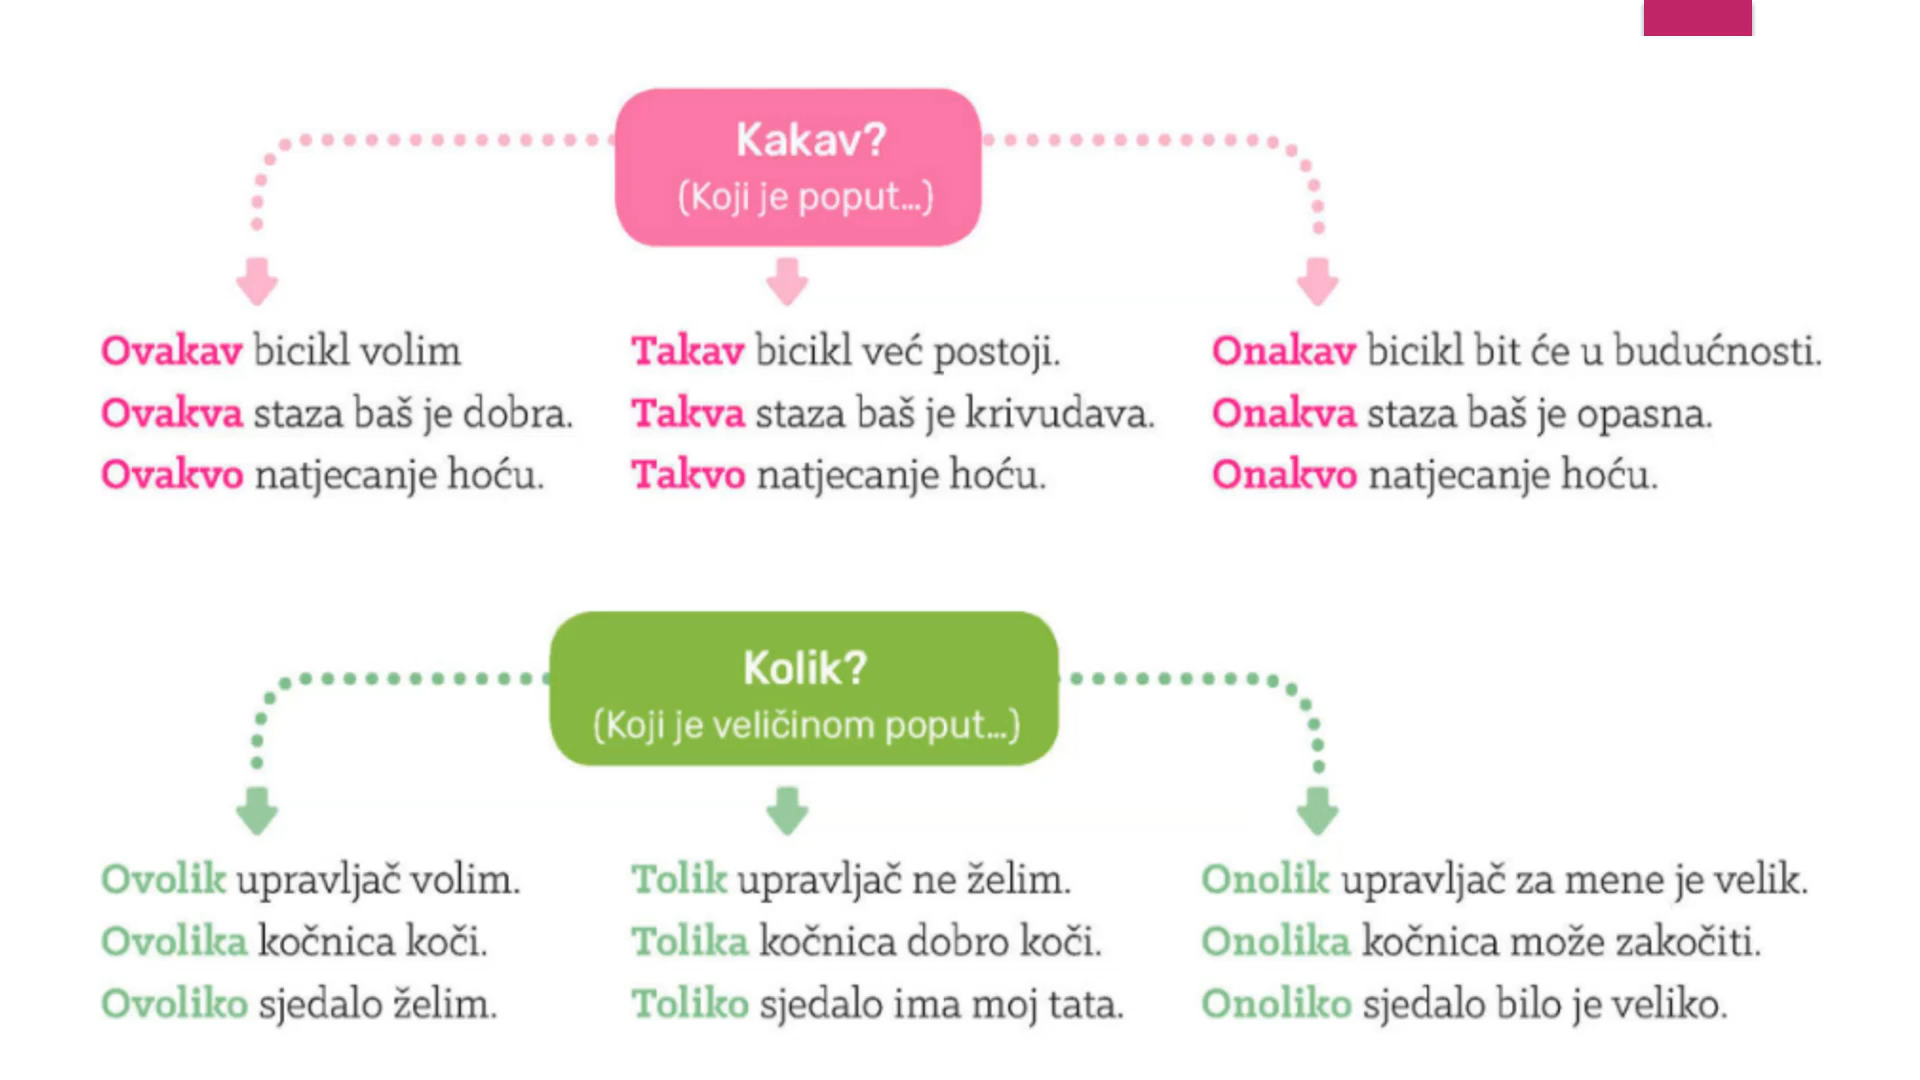 Kakav?
(Koji je poput...)
Ovakav bicikl volim
Ovakva staza baš je dobra.
Ovakvo natjecanje hoću.
Takav bicikl već postoji.
Takva staza baš je krivudava.
Takvo natjecanje hoću.
Onakav bicikl bit će u budućnosti.
Onakva staza baš je opasna.
Onakvo natjecanje hoću.
Kolik?
(Koji je veličinom poput...)
Ovolik upravljač volim.
Ovolika kočnica koči.
Ovoliko sjedalo želim.
Tolik upravljač ne želim.
Tolika kočnica dobro koči.
Toliko sjedalo ima moj tata.
Onolik upravljač za mene je velik.
Onolika kočnica može zakočiti.
Onoliko sjedalo bilo je veliko.